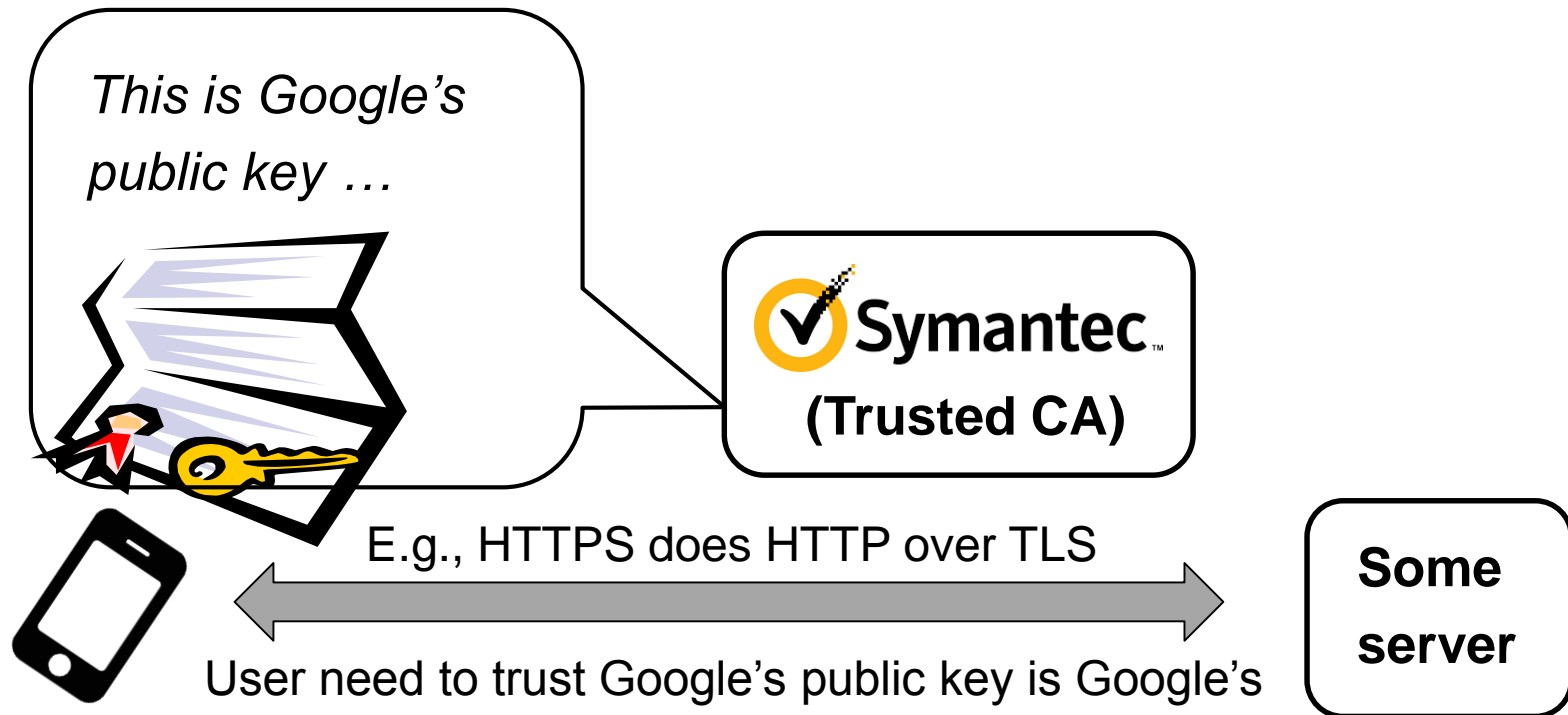 This is Google’s
public key …
Symantec™
(Trusted CA)
E.g., HTTPS does HTTP over TLS
Some
server
User need to trust Google’s public key is Google’s